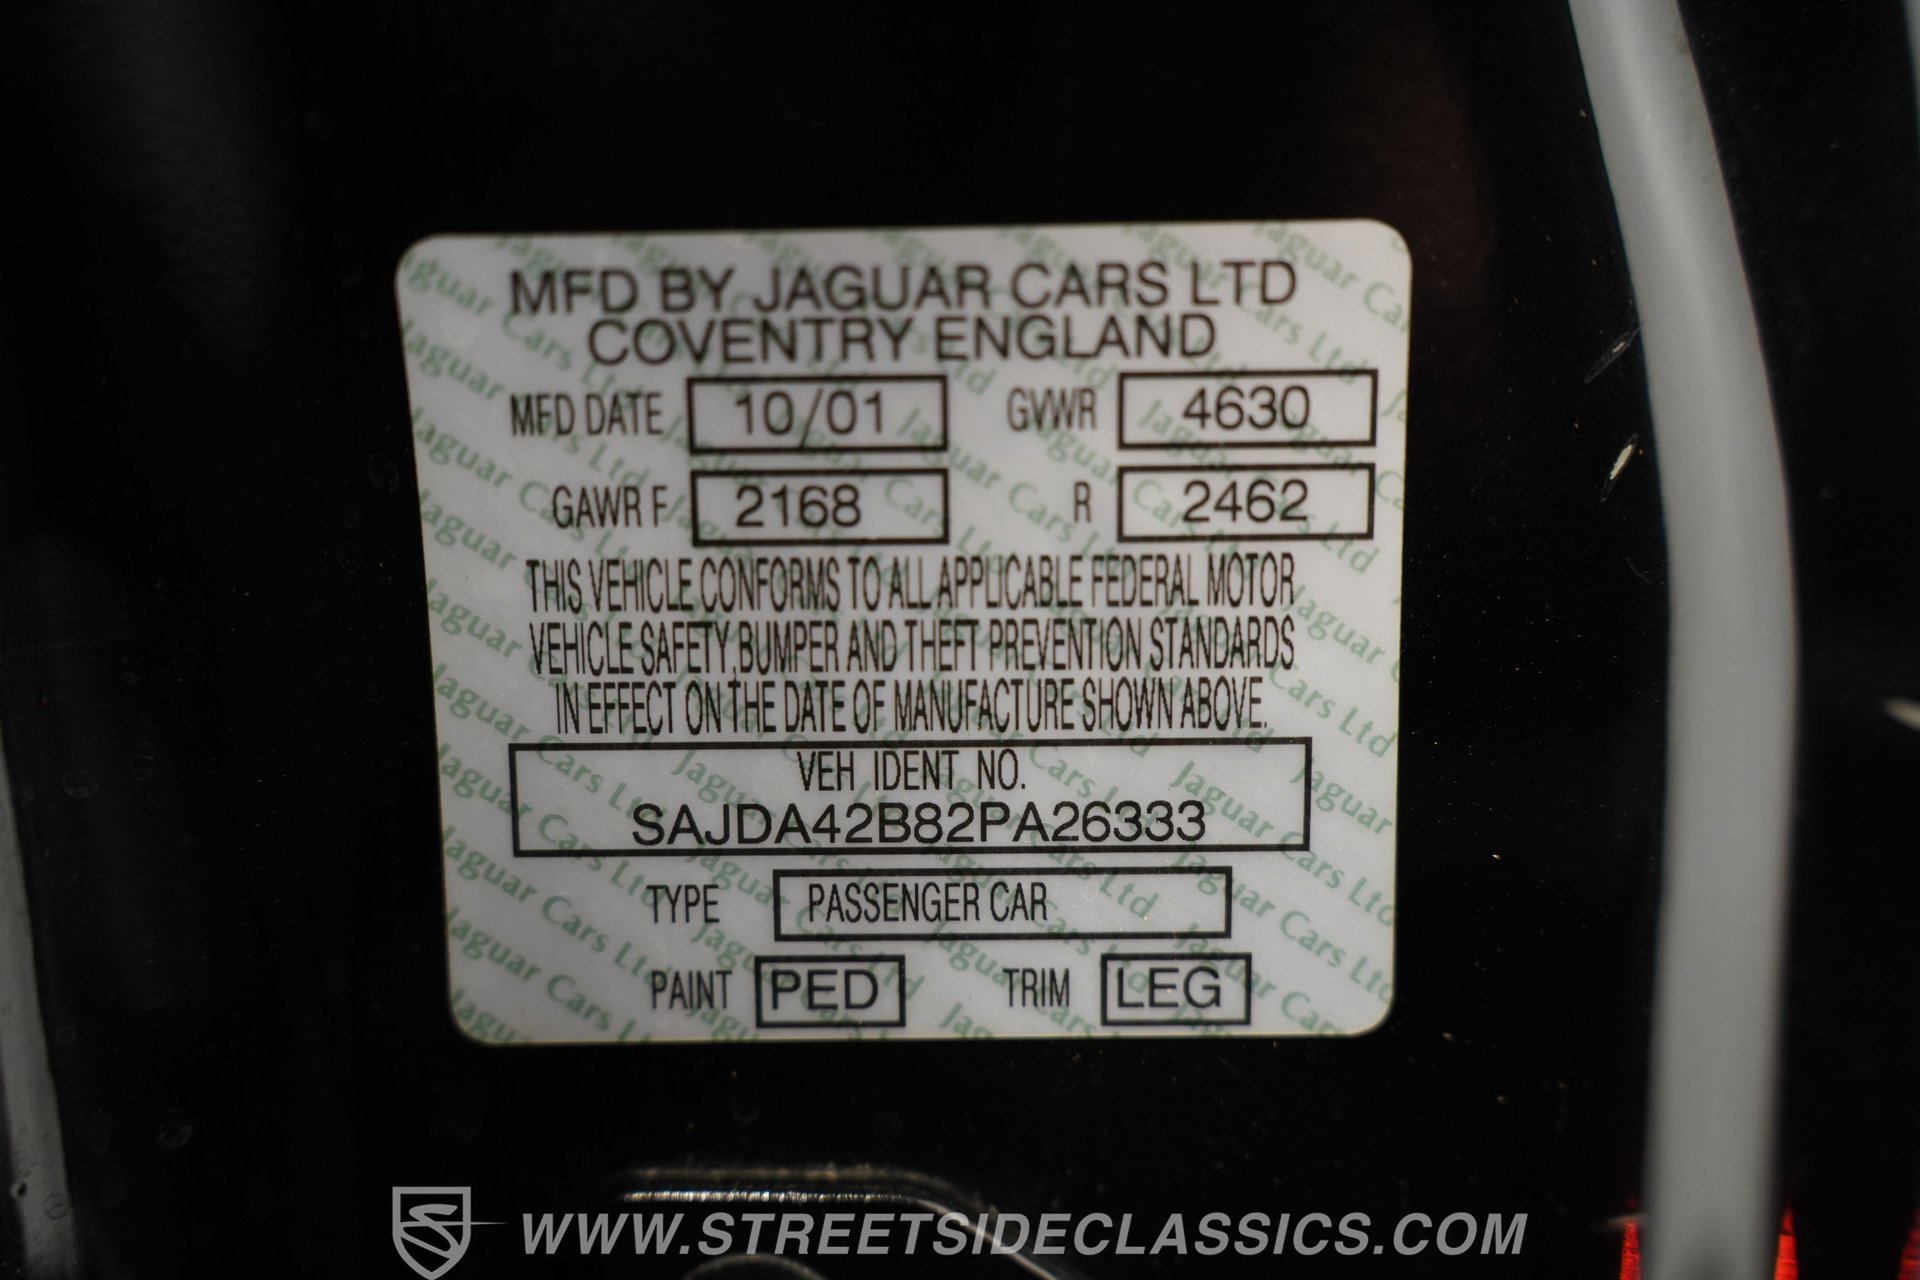 MFD BY JAGUAR CARS LTD
COVENTRY ENGLAND
MFD DATE 10/01 GVWR 4630
GAWR F 2168 R 2462
THIS VEHICLE CONFORMS TO ALL APPLICABLE FEDERAL MOTOR
VEHICLE SAFETY,BUMPER AND THEFT PREVENTION STANDARDS
IN EFFECT ON THE DATE OF MANUFACTURE SHOWN ABOVE.
VEH IDENT NO.
SAJDA42B82PA26333
TYPE PASSENGER CAR
PAINT PED TRIM LEG
WWW.STREETSIDECLASSICS.COM